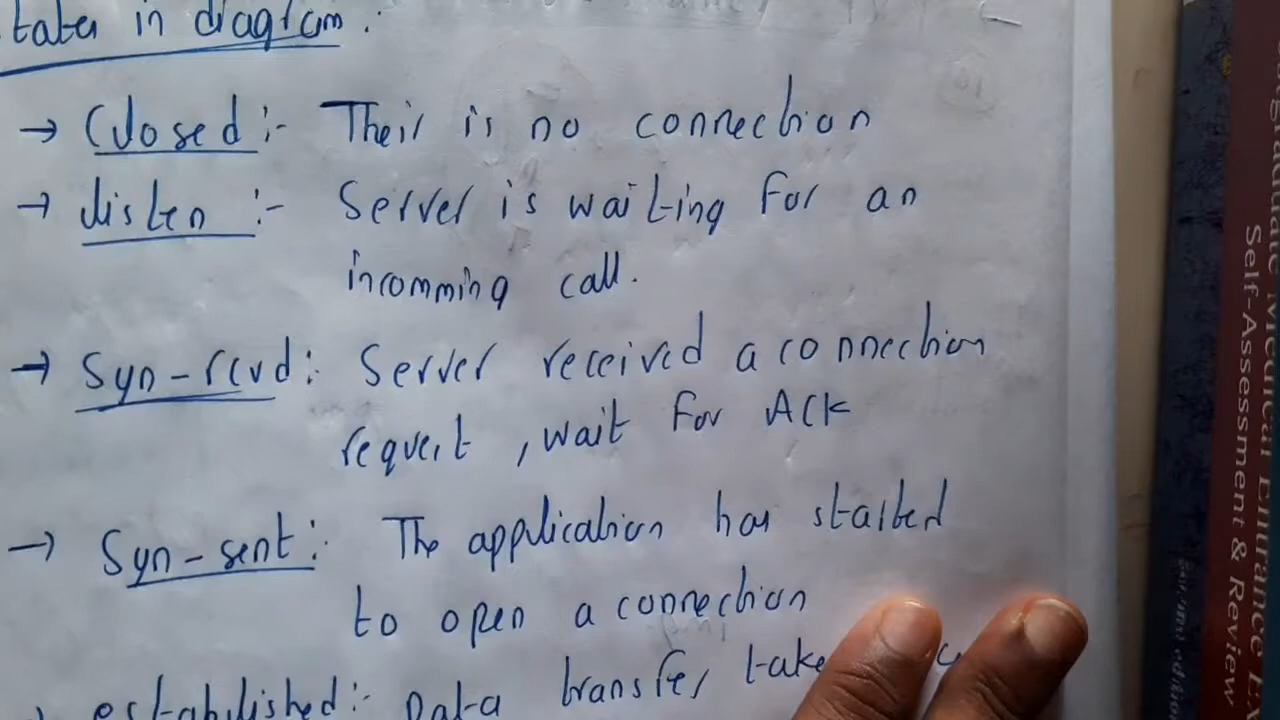 tates in diagram:
→ Closed:- Their is no connection
→ Listen :- Server is waiting for an
incomming call.
→ Syn-rcvd: Server received a connection
request, wait for Ack
→ Syn-sent: The application has started
to open a connection
→ established:- Data transfer take
Self-Assessment & Review